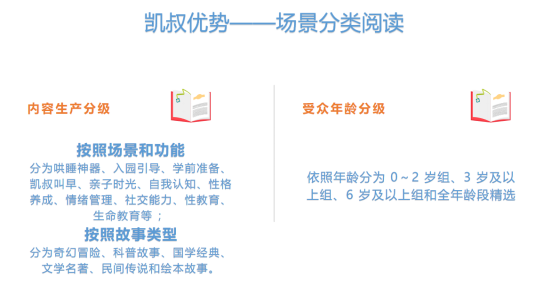 凯叔优势——场景分类阅读
内容生产分级
按照场景和功能
分为哄睡神器、入园引导、学前准备、
凯叔叫早、亲子时光、自我认知、性格
养成、情绪管理、社交能力、性教育、
生命教育等 ；
按照故事类型
分为奇幻冒险、科普故事、国学经典、
文学名著、民间传说和绘本故事。
受众年龄分级
依照年龄分为 0～2 岁组、3 岁及以
上组、6 岁及以上组和全年龄段精选